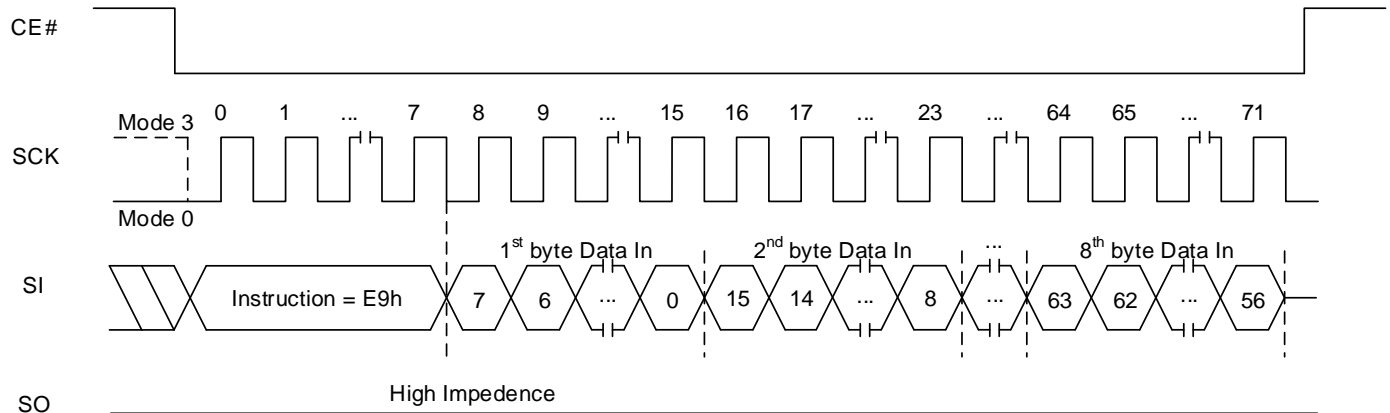 CE#
0 1 ... 7 8 9 ... 15 16 17 ... 23 ... 64 65 ... 71
Mode 3
SCK
Mode 0
1st byte Data In 2nd byte Data In ... 8th byte Data In
SI
Instruction = E9h 7 6 ... 0 15 14 ... 8 ... 63 62 ... 56
High Impedence
SO